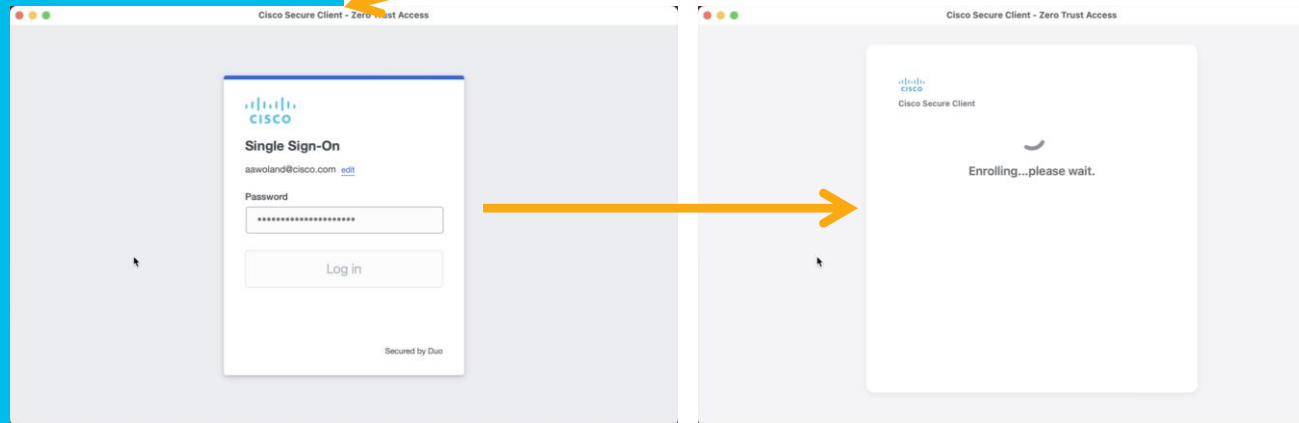 Cisco Secure Client - Zero Trust Access
CISCO
Single Sign-On
aawoland@cisco.com edit
Password
Log in
Secured by Duo
Cisco Secure Client - Zero Trust Access
CISCO
Cisco Secure Client
Enrolling...please wait.